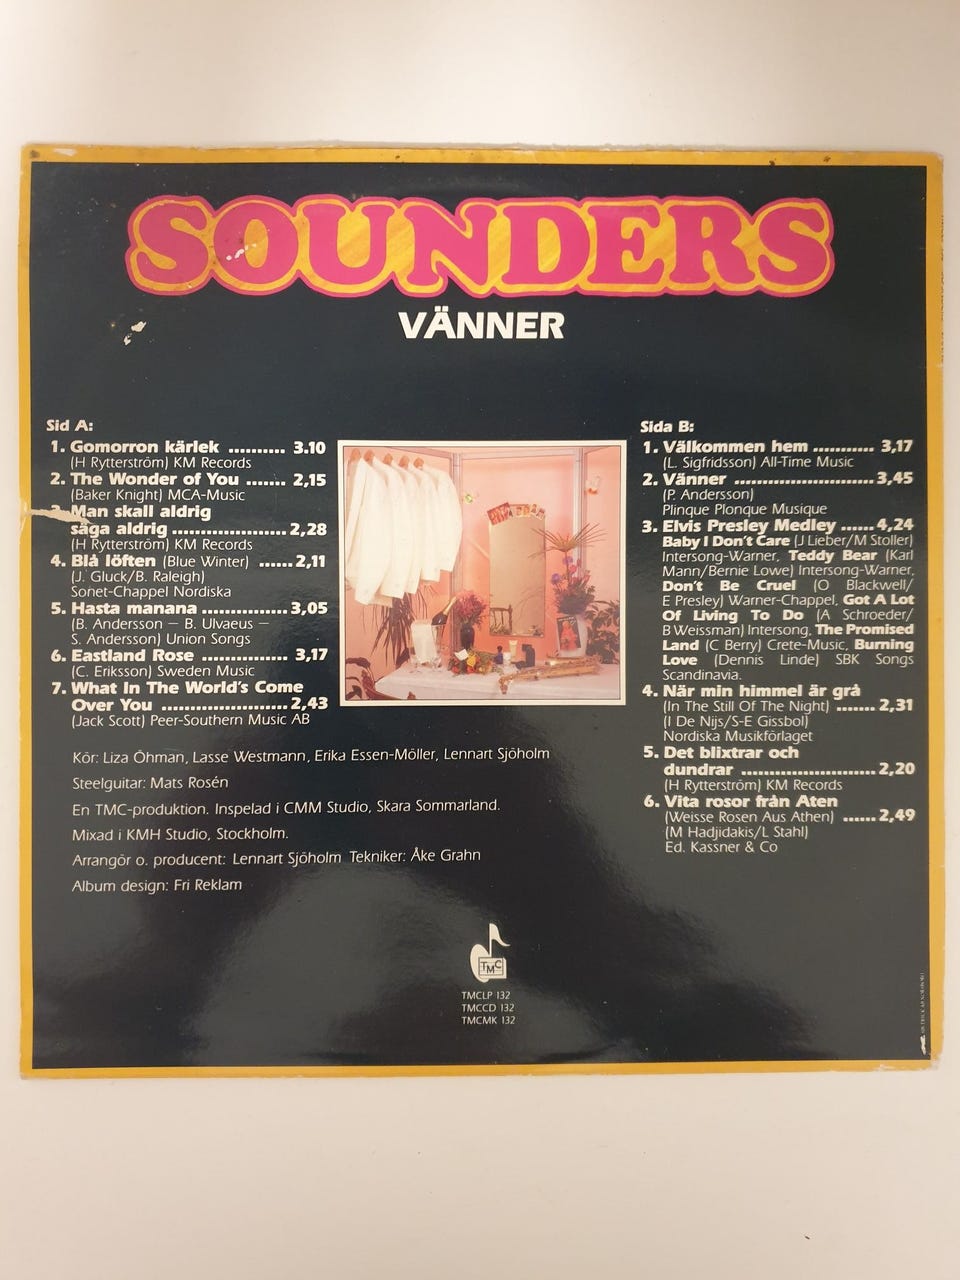 SOUNDERS
VÄNNER
Sid A:
1. Gomorron kärlek .......... 3.10
(H Rytterström) KM Records
2. The Wonder of You ....... 2,15
(Baker Knight) MCA-Music
3. Man skall aldrig
säga aldrig ..................... 2,28
(H Rytterström) KM Records
4. Blå löften (Blue Winter) ...... 2,11
(J. Gluck/B. Raleigh)
Sonet-Chappel Nordiska
5. Hasta manana ............... 3,05
(B. Andersson — B. Ulvaeus —
S. Andersson) Union Songs
6. Eastland Rose ............... 3,17
(C. Eriksson) Sweden Music
7. What In The World's Come
Over You ....................... 2,43
(Jack Scott) Peer-Southern Music AB
Sida B:
1. Välkommen hem ........... 3,17
(L. Sigfridsson) All-Time Music
2. Vänner ......................... 3,45
(P. Andersson)
Plinque Plonque Musique
3. Elvis Presley Medley ...... 4,24
Baby I Don't Care (J Lieber/M Stoller)
Intersong-Warner, Teddy Bear (Karl
Mann/Bernie Lowe) Intersong-Warner,
Don't Be Cruel (O Blackwell/
E Presley) Warner-Chappel, Got A Lot
Of Living To Do (A Schroeder/
B Weissman) Intersong, The Promised
Land (C Berry) Crete-Music, Burning
Love (Dennis Linde) SBK Songs
Scandinavia.
4. När min himmel är grå
(In The Still Of The Night) ....... 2,31
(I De Nijs/S-E Gissbol)
Nordiska Musikförlaget
5. Det blixtrar och
dundrar ........................ 2,20
(H Rytterström) KM Records
6. Vita rosor från Aten
(Weisse Rosen Aus Athen) ...... 2,49
(M Hadjidakis/L Stahl)
Ed. Kassner & Co
Kör: Liza Öhman, Lasse Westmann, Erika Essen-Möller, Lennart Sjöholm
Steelguitar: Mats Rosén
En TMC-produktion. Inspelad i CMM Studio, Skara Sommarland.
Mixad i KMH Studio, Stockholm.
Arrangör o. producent: Lennart Sjöholm Tekniker: Åke Grahn
Album design: Fri Reklam
TMC
TMCLP 132
TMCCD 132
TMCMK 132